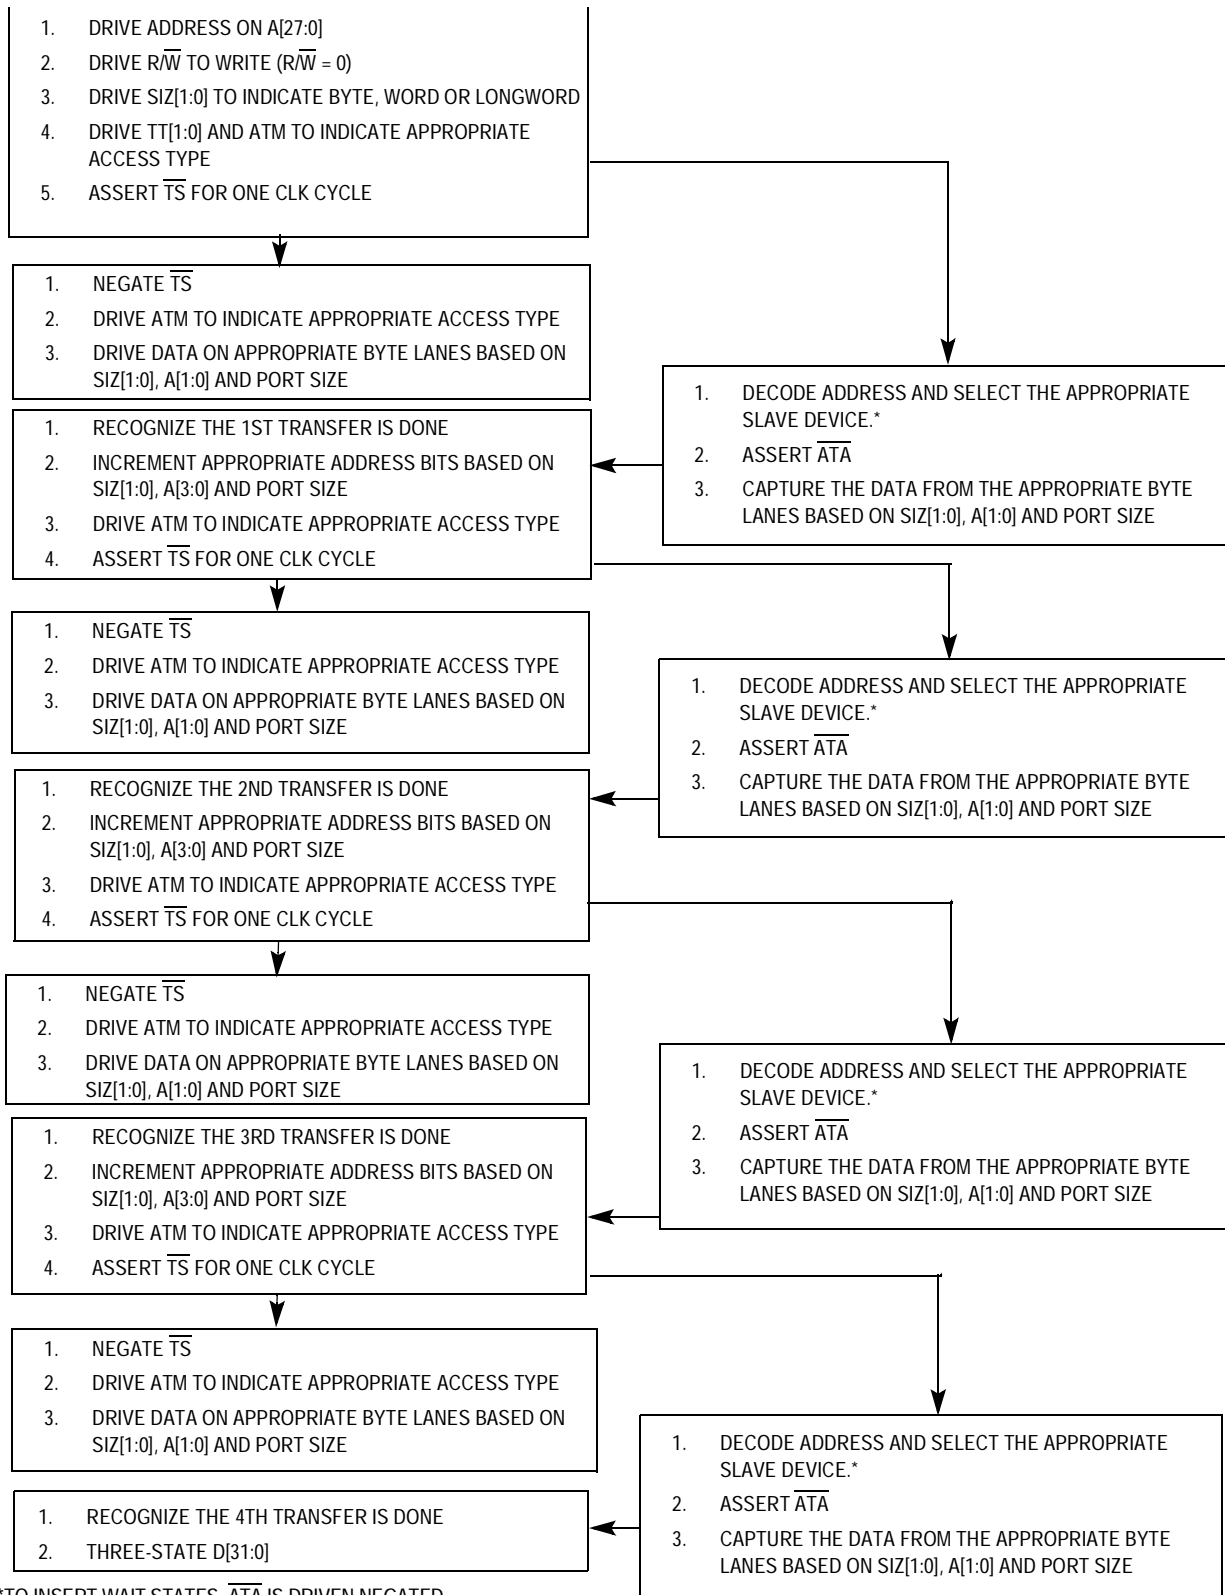 1. DRIVE ADDRESS ON A[27:0]
2. DRIVE R/W̅ TO WRITE (R/W̅ = 0)
3. DRIVE SIZ[1:0] TO INDICATE BYTE, WORD OR LONGWORD
4. DRIVE TT[1:0] AND ATM TO INDICATE APPROPRIATE
ACCESS TYPE
5. ASSERT T̅S̅ FOR ONE CLK CYCLE
1. NEGATE T̅S̅
2. DRIVE ATM TO INDICATE APPROPRIATE ACCESS TYPE
3. DRIVE DATA ON APPROPRIATE BYTE LANES BASED ON
SIZ[1:0], A[1:0] AND PORT SIZE
1. DECODE ADDRESS AND SELECT THE APPROPRIATE
SLAVE DEVICE.*
2. ASSERT A̅T̅A̅
3. CAPTURE THE DATA FROM THE APPROPRIATE BYTE
LANES BASED ON SIZ[1:0], A[1:0] AND PORT SIZE
1. RECOGNIZE THE 1ST TRANSFER IS DONE
2. INCREMENT APPROPRIATE ADDRESS BITS BASED ON
SIZ[1:0], A[3:0] AND PORT SIZE
3. DRIVE ATM TO INDICATE APPROPRIATE ACCESS TYPE
4. ASSERT T̅S̅ FOR ONE CLK CYCLE
1. NEGATE T̅S̅
2. DRIVE ATM TO INDICATE APPROPRIATE ACCESS TYPE
3. DRIVE DATA ON APPROPRIATE BYTE LANES BASED ON
SIZ[1:0], A[1:0] AND PORT SIZE
1. DECODE ADDRESS AND SELECT THE APPROPRIATE
SLAVE DEVICE.*
2. ASSERT A̅T̅A̅
3. CAPTURE THE DATA FROM THE APPROPRIATE BYTE
LANES BASED ON SIZ[1:0], A[1:0] AND PORT SIZE
1. RECOGNIZE THE 2ND TRANSFER IS DONE
2. INCREMENT APPROPRIATE ADDRESS BITS BASED ON
SIZ[1:0], A[3:0] AND PORT SIZE
3. DRIVE ATM TO INDICATE APPROPRIATE ACCESS TYPE
4. ASSERT T̅S̅ FOR ONE CLK CYCLE
1. NEGATE T̅S̅
2. DRIVE ATM TO INDICATE APPROPRIATE ACCESS TYPE
3. DRIVE DATA ON APPROPRIATE BYTE LANES BASED ON
SIZ[1:0], A[1:0] AND PORT SIZE
1. DECODE ADDRESS AND SELECT THE APPROPRIATE
SLAVE DEVICE.*
2. ASSERT A̅T̅A̅
3. CAPTURE THE DATA FROM THE APPROPRIATE BYTE
LANES BASED ON SIZ[1:0], A[1:0] AND PORT SIZE
1. RECOGNIZE THE 3RD TRANSFER IS DONE
2. INCREMENT APPROPRIATE ADDRESS BITS BASED ON
SIZ[1:0], A[3:0] AND PORT SIZE
3. DRIVE ATM TO INDICATE APPROPRIATE ACCESS TYPE
4. ASSERT T̅S̅ FOR ONE CLK CYCLE
1. NEGATE T̅S̅
2. DRIVE ATM TO INDICATE APPROPRIATE ACCESS TYPE
3. DRIVE DATA ON APPROPRIATE BYTE LANES BASED ON
SIZ[1:0], A[1:0] AND PORT SIZE
1. DECODE ADDRESS AND SELECT THE APPROPRIATE
SLAVE DEVICE.*
2. ASSERT A̅T̅A̅
3. CAPTURE THE DATA FROM THE APPROPRIATE BYTE
LANES BASED ON SIZ[1:0], A[1:0] AND PORT SIZE
1. RECOGNIZE THE 4TH TRANSFER IS DONE
2. THREE-STATE D[31:0]
*TO INSERT WAIT STATES, A̅T̅A̅ IS DRIVEN NEGATED